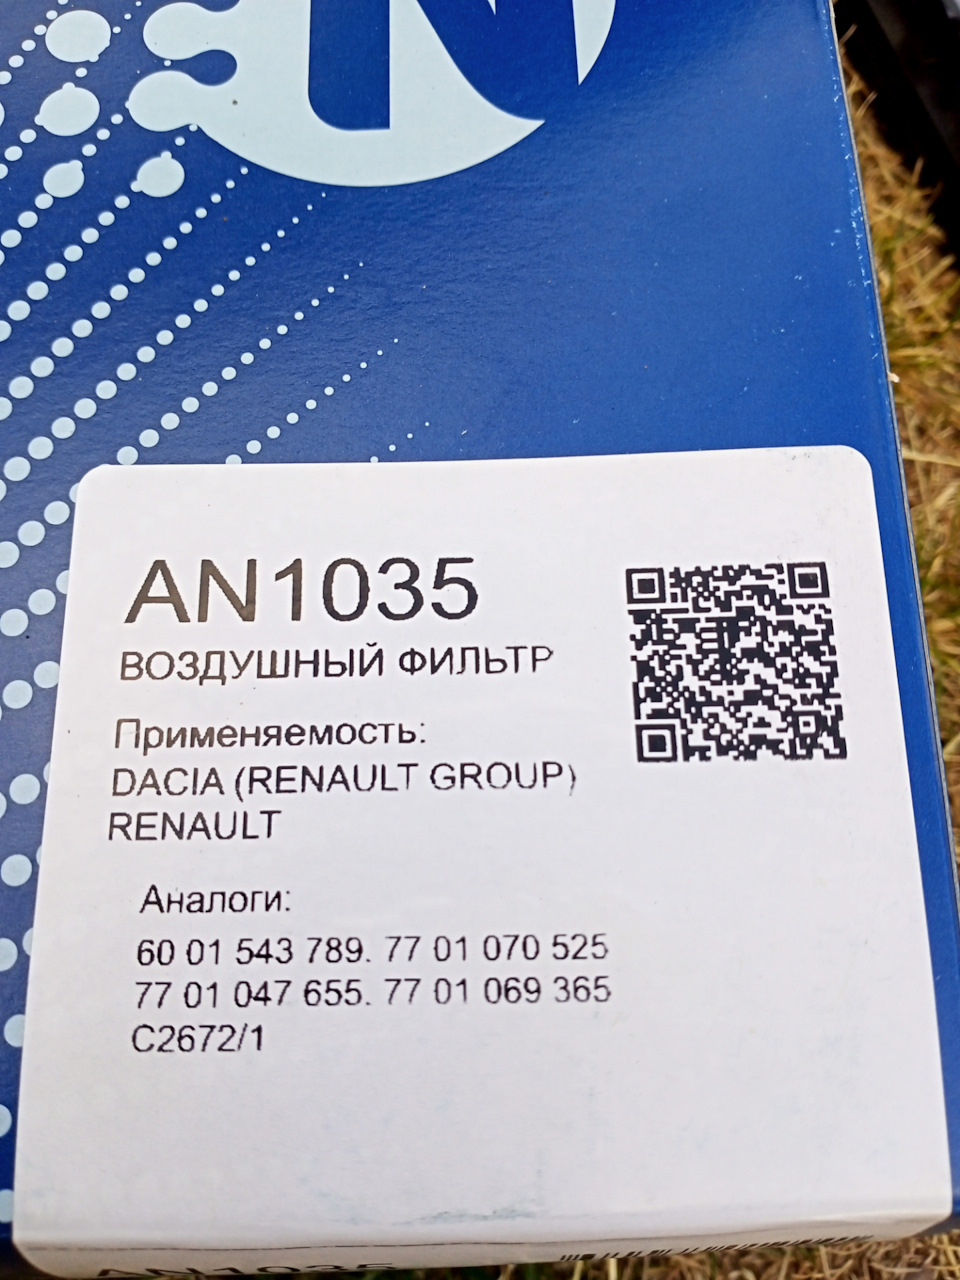 N
AN1035
ВОЗДУШНЫЙ ФИЛЬТР
Применяемость:
DACIA (RENAULT GROUP)
RENAULT
Аналоги:
60 01 543 789. 77 01 070 525
77 01 047 655. 77 01 069 365
C2672/1
AN1035